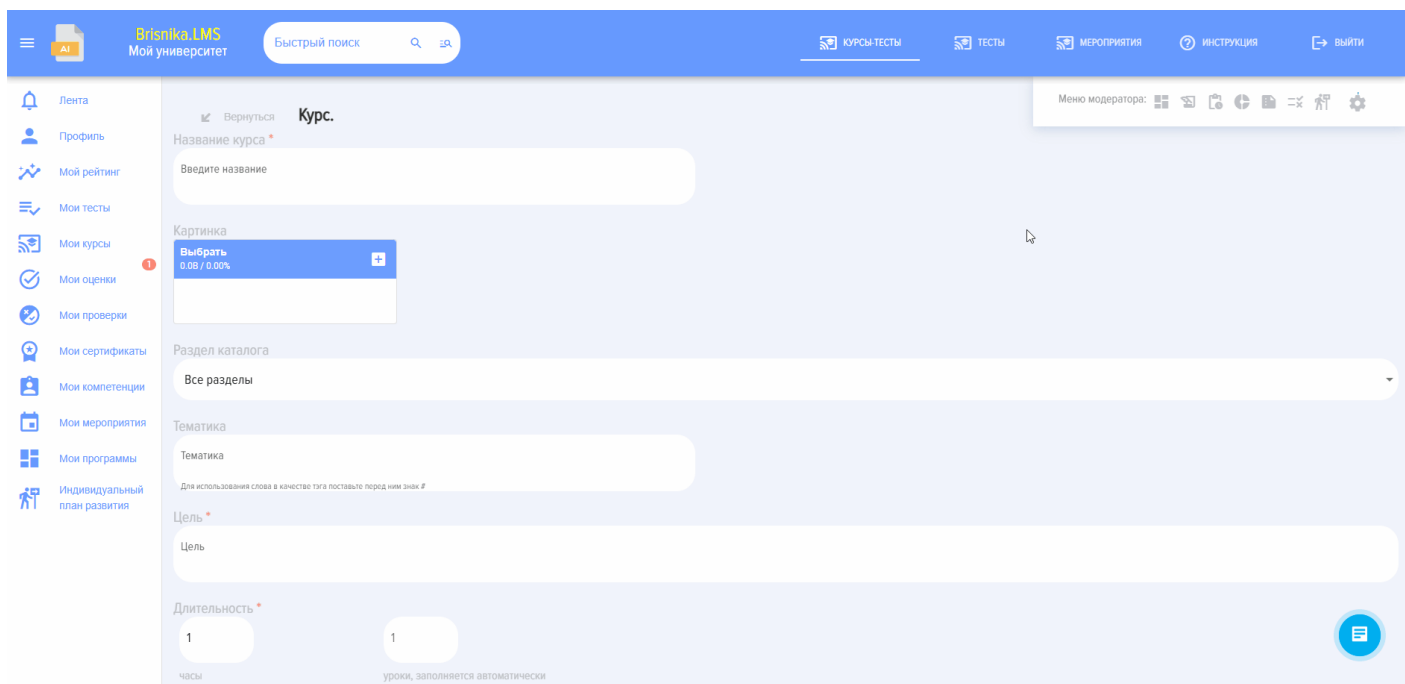 AI
Brisnika.LMS
Мой университет
Быстрый поиск
КУРСЫ-ТЕСТЫ
ТЕСТЫ
МЕРОПРИЯТИЯ
ИНСТРУКЦИЯ
ВЫЙТИ
Меню модератора:
Лента
Профиль
Мой рейтинг
Мои тесты
Мои курсы
1
Мои оценки
Мои проверки
Мои сертификаты
Мои компетенции
Мои мероприятия
Мои программы
Индивидуальный
план развития
Вернуться Курс.
Название курса *
Введите название
Картинка
Выбрать
0.0B / 0.00%
Раздел каталога
Все разделы
Тематика
Тематика
Для использования слова в качестве тэга поставьте перед ним знак #
Цель *
Цель
Длительность *
1 1
часы уроки, заполняется автоматически